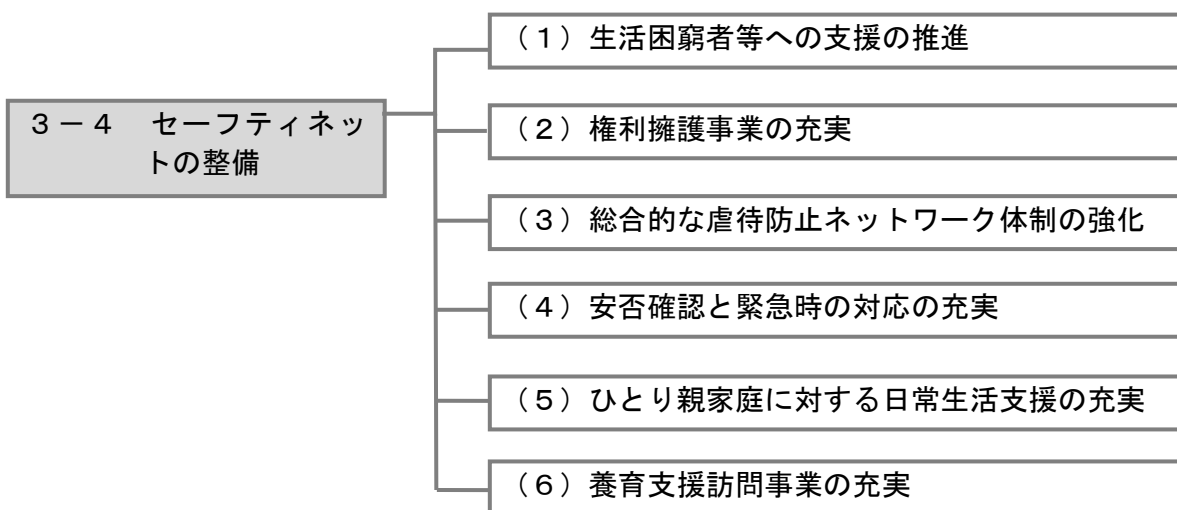 （１）生活困窮者等への支援の推進
３－４　セーフティネッ
トの整備
（２）権利擁護事業の充実
（３）総合的な虐待防止ネットワーク体制の強化
（４）安否確認と緊急時の対応の充実
（５）ひとり親家庭に対する日常生活支援の充実
（６）養育支援訪問事業の充実